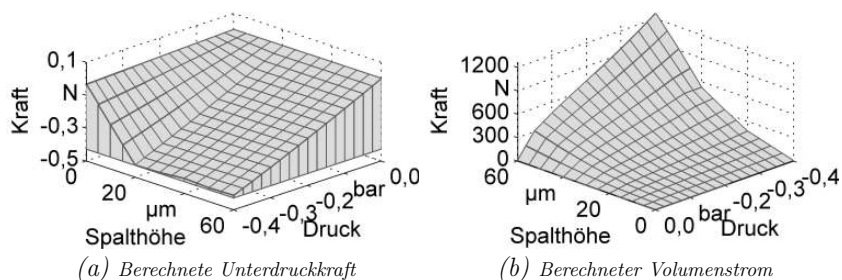 0,1
N
-0,3
-0,5
Kraft
0
20
µm
60
Spalthöhe
-0,4
-0,3
-0,2
bar
0,0
Druck
(a) Berechnete Unterdruckkraft
1200
N
600
300
0
Kraft
60
µm
20
0
Spalthöhe
0,0
bar
-0,2
-0,3
-0,4
Druck
(b) Berechneter Volumenstrom